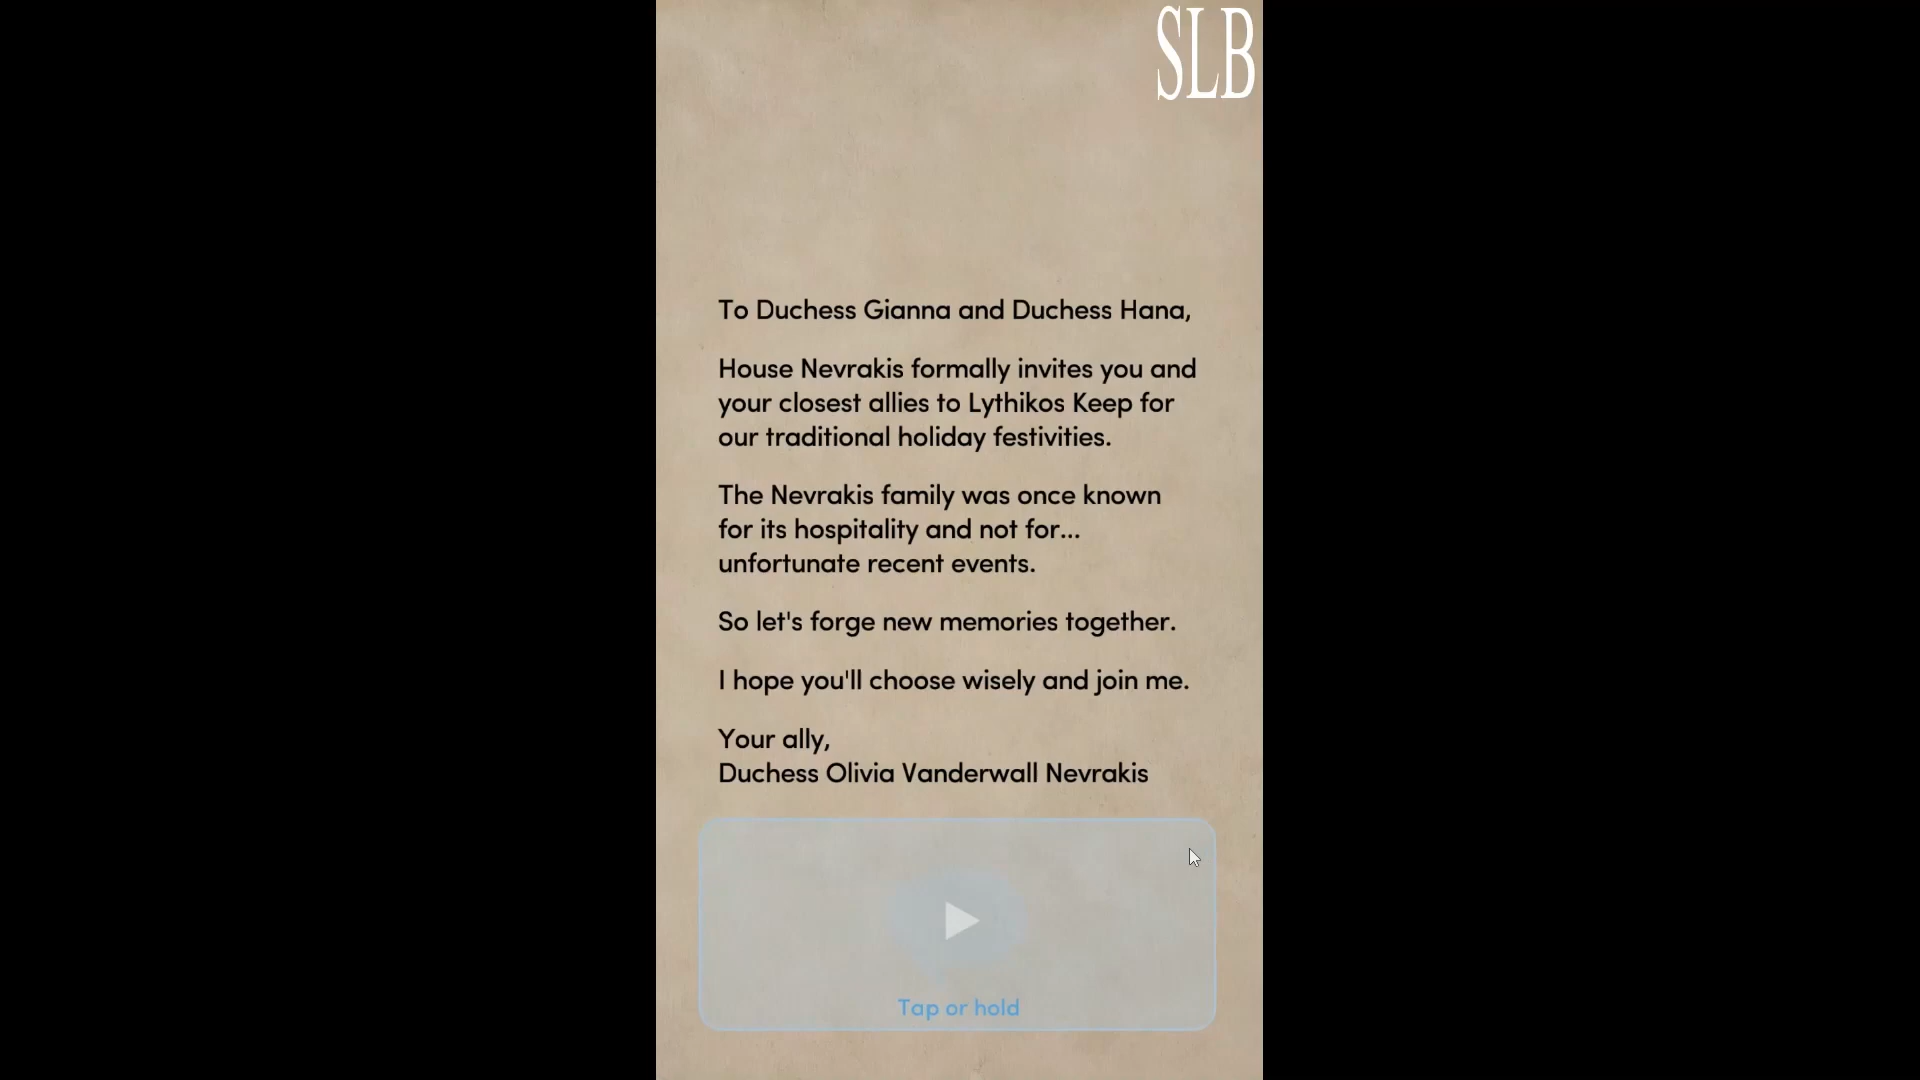 SLB
To Duchess Gianna and Duchess Hana,
House Nevrakis formally invites you and
your closest allies to Lythikos Keep for
our traditional holiday festivities.
The Nevrakis family was once known
for its hospitality and not for...
unfortunate recent events.
So let's forge new memories together.
I hope you'll choose wisely and join me.
Your ally,
Duchess Olivia Vanderwall Nevrakis
Tap or hold